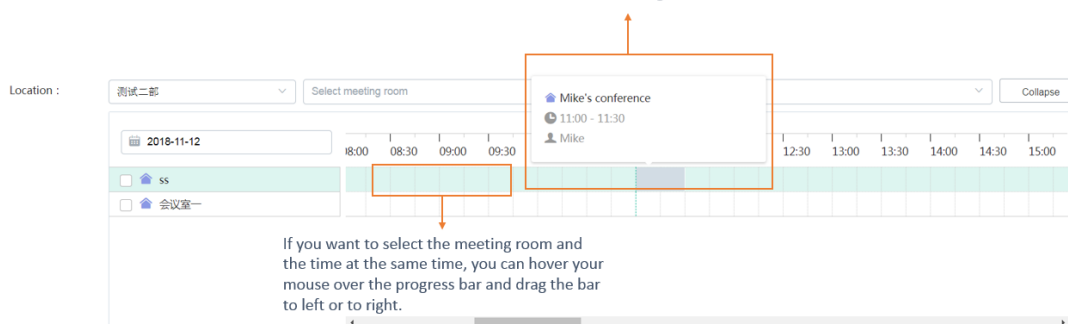 Location :
测试二部
Select meeting room
Collapse
Mike's conference
11:00 - 11:30
Mike
2018-11-12
08:00 08:30 09:00 09:30 12:30 13:00 13:30 14:00 14:30 15:00
ss
会议室一
If you want to select the meeting room and
the time at the same time, you can hover your
mouse over the progress bar and drag the bar
to left or to right.